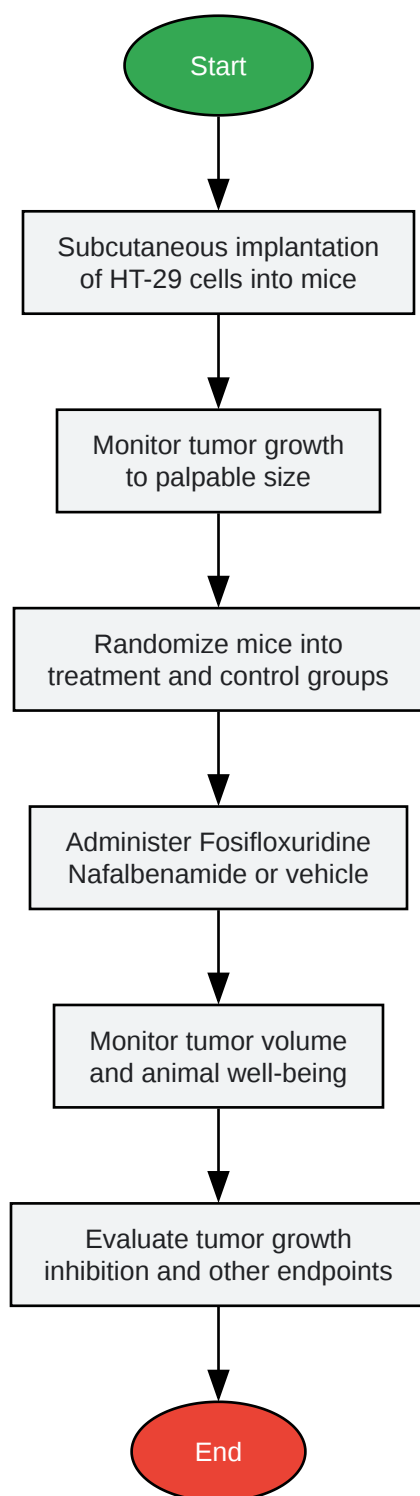 Start
Subcutaneous implantation
of HT-29 cells into mice
Monitor tumor growth
to palpable size
Randomize mice into
treatment and control groups
Administer Fosifloxuridine
Nafalbenamide or vehicle
Monitor tumor volume
and animal well-being
Evaluate tumor growth
inhibition and other endpoints
End